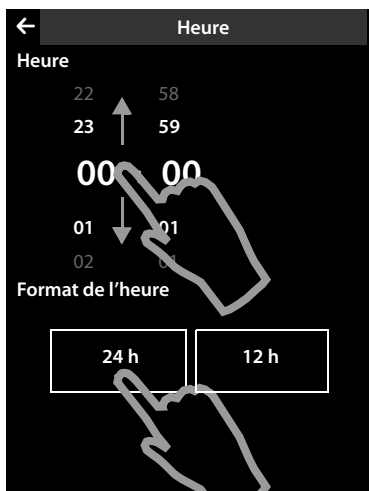 Heure
Heure
22 58
23 59
00 00
01 01
02
Format de l’heure
24 h 12 h